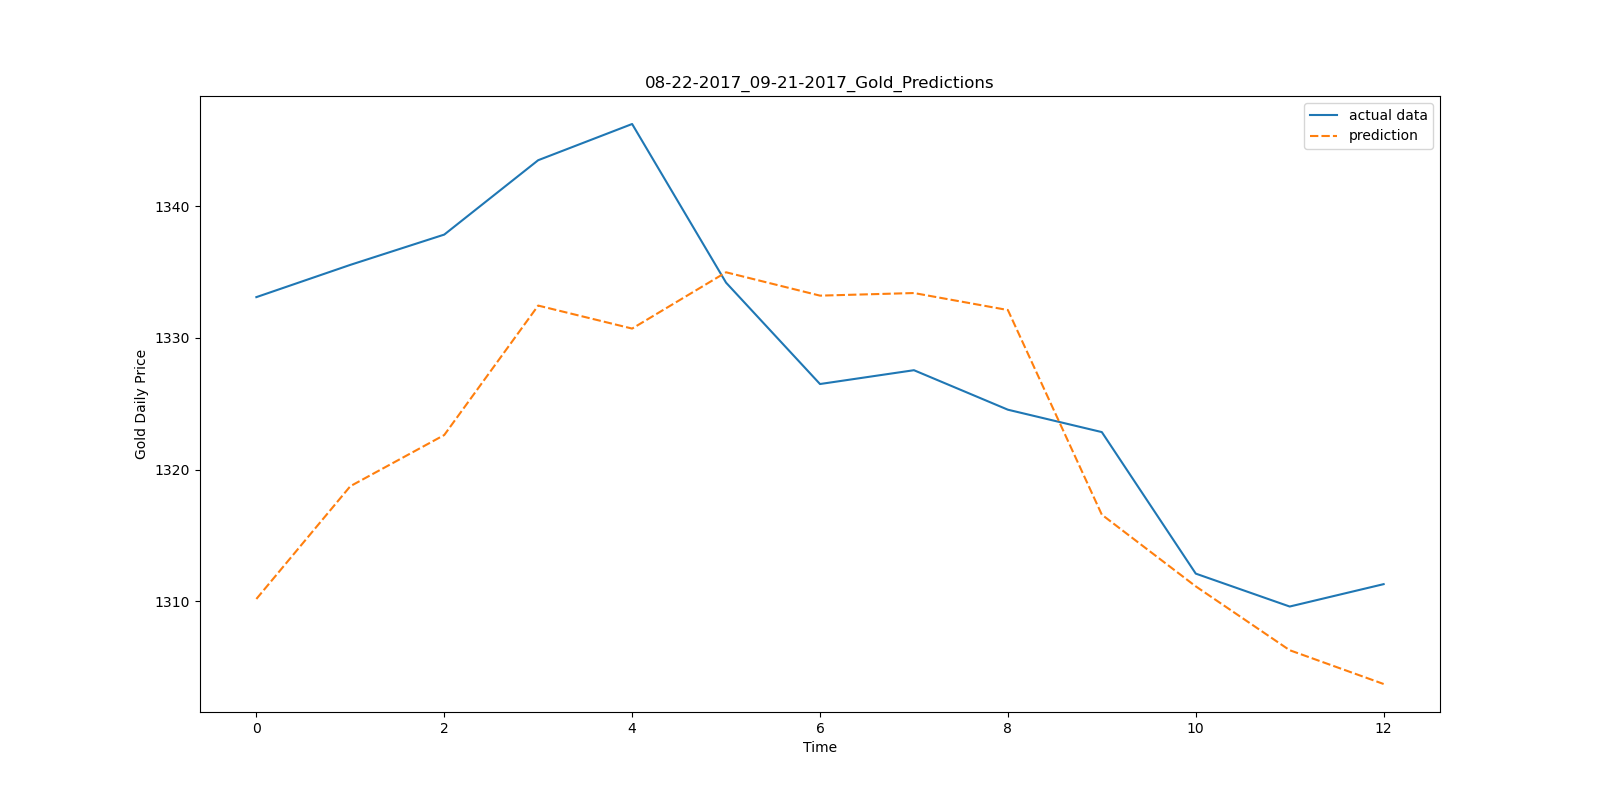 08-22-2017_09-21-2017_Gold_Predictions
actual data
prediction
Gold Daily Price
1340
1330
1320
1310
0 2 4 6 8 10 12
Time